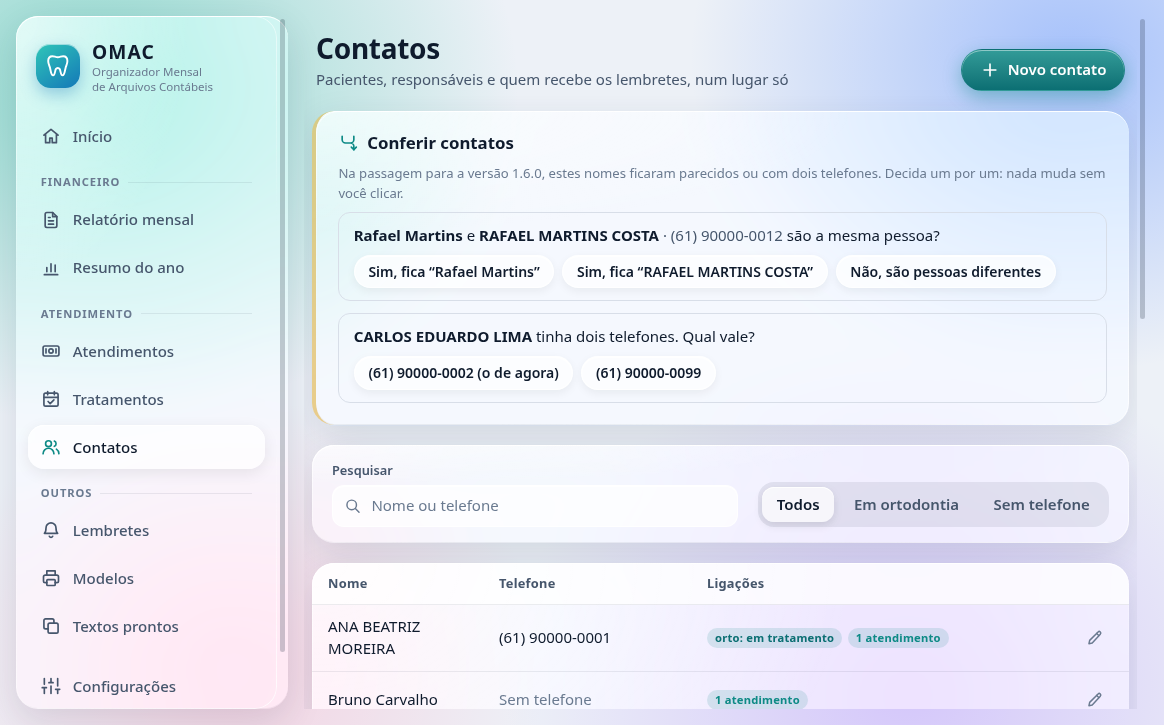 OMAC
Organizador Mensal
de Arquivos Contábeis
Início
FINANCEIRO
Relatório mensal
Resumo do ano
ATENDIMENTO
Atendimentos
Tratamentos
Contatos
OUTROS
Lembretes
Modelos
Textos prontos
Configurações
Contatos
Pacientes, responsáveis e quem recebe os lembretes, num lugar só
Novo contato
Conferir contatos
Na passagem para a versão 1.6.0, estes nomes ficaram parecidos ou com dois telefones. Decida um por um: nada muda sem
você clicar.
Rafael Martins e RAFAEL MARTINS COSTA · (61) 90000-0012 são a mesma pessoa?
Sim, fica “Rafael Martins” Sim, fica “RAFAEL MARTINS COSTA” Não, são pessoas diferentes
CARLOS EDUARDO LIMA tinha dois telefones. Qual vale?
(61) 90000-0002 (o de agora) (61) 90000-0099
Pesquisar
Nome ou telefone
Todos Em ortodontia Sem telefone
Nome Telefone Ligações
ANA BEATRIZ
MOREIRA
(61) 90000-0001
orto: em tratamento 1 atendimento
Bruno Carvalho Sem telefone 1 atendimento